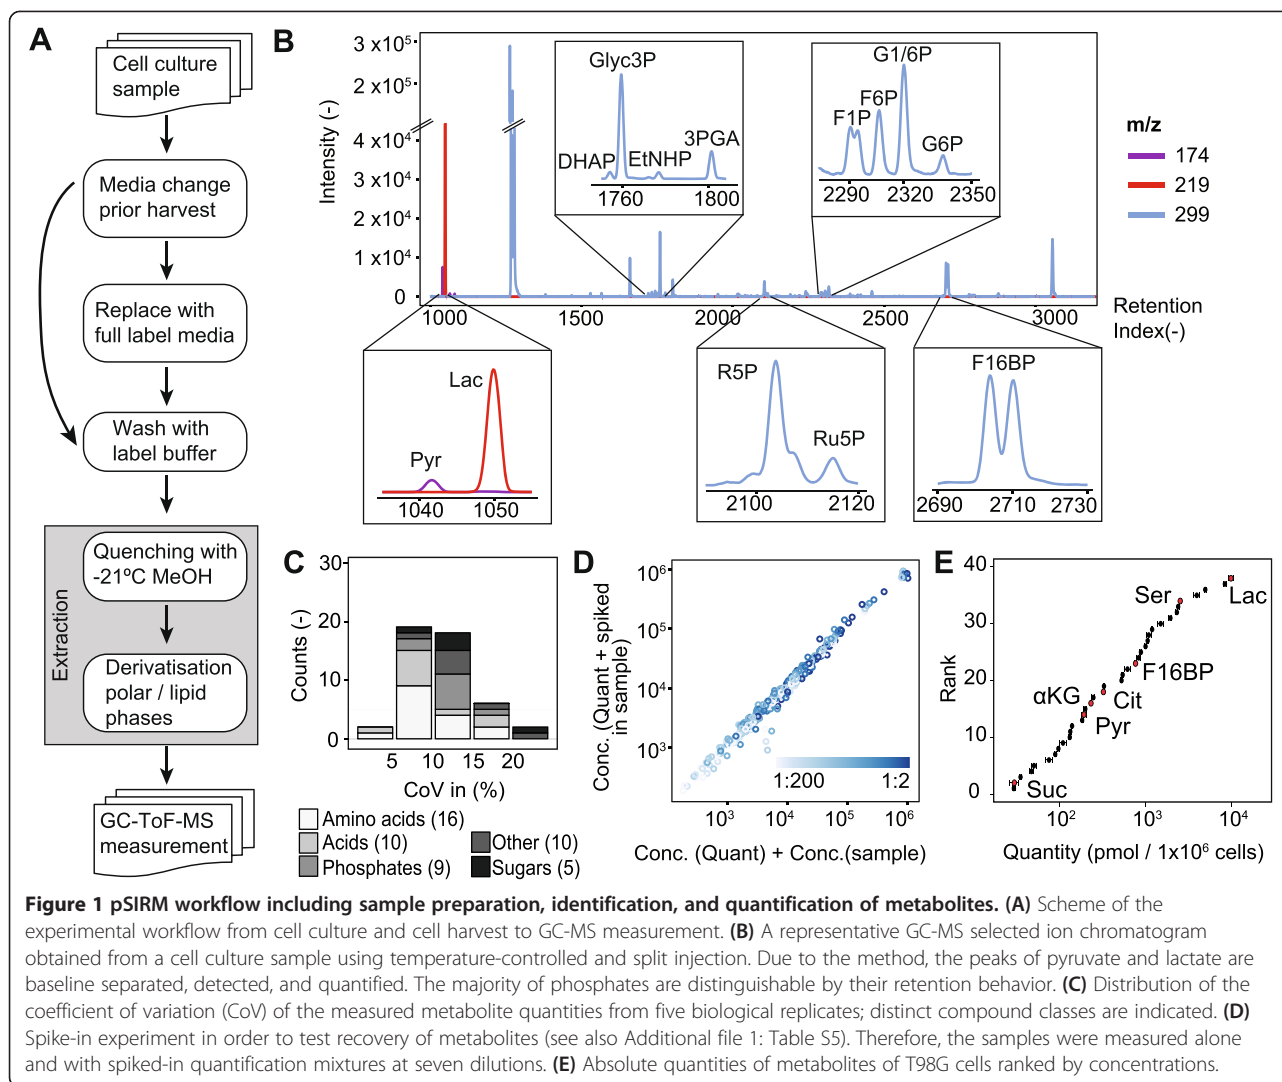 A
Cell culture
sample
Media change
prior harvest
Replace with
full label media
Wash with
label buffer
Extraction
Quenching with
-21ºC MeOH
Derivatisation
polar / lipid
phases
GC-ToF-MS
measurement
B
Intensity (-)
3 x10⁵
2 x10⁵
4 x10⁴
3 x10⁴
2 x10⁴
1 x10⁴
0
1000
1500
2000
2500
3000
Retention
Index(-)
Glyc3P
DHAP
EtNHP
3PGA
1760
1800
G1/6P
F6P
F1P
G6P
2290
2320
2350
m/z
174
219
299
Lac
Pyr
1040
1050
R5P
Ru5P
2100
2120
F16BP
2690
2710
2730
C
Counts (-)
30
20
10
0
5
10
15
20
CoV in (%)
Amino acids (16)
Acids (10)
Phosphates (9)
Other (10)
Sugars (5)
D
Conc. (Quant + spiked
in sample)
10⁶
10⁵
10⁴
10³
1:200
1:2
10³
10⁴
10⁵
10⁶
Conc. (Quant) + Conc.(sample)
E
Rank
40
30
20
10
0
Ser
Lac
F16BP
αKG
Cit
Pyr
Suc
10²
10³
10⁴
Quantity (pmol / 1x10⁶ cells)
Figure 1 pSIRM workflow including sample preparation, identification, and quantification of metabolites. (A) Scheme of the
experimental workflow from cell culture and cell harvest to GC-MS measurement. (B) A representative GC-MS selected ion chromatogram
obtained from a cell culture sample using temperature-controlled and split injection. Due to the method, the peaks of pyruvate and lactate are
baseline separated, detected, and quantified. The majority of phosphates are distinguishable by their retention behavior. (C) Distribution of the
coefficient of variation (CoV) of the measured metabolite quantities from five biological replicates; distinct compound classes are indicated. (D)
Spike-in experiment in order to test recovery of metabolites (see also Additional file 1: Table S5). Therefore, the samples were measured alone
and with spiked-in quantification mixtures at seven dilutions. (E) Absolute quantities of metabolites of T98G cells ranked by concentrations.